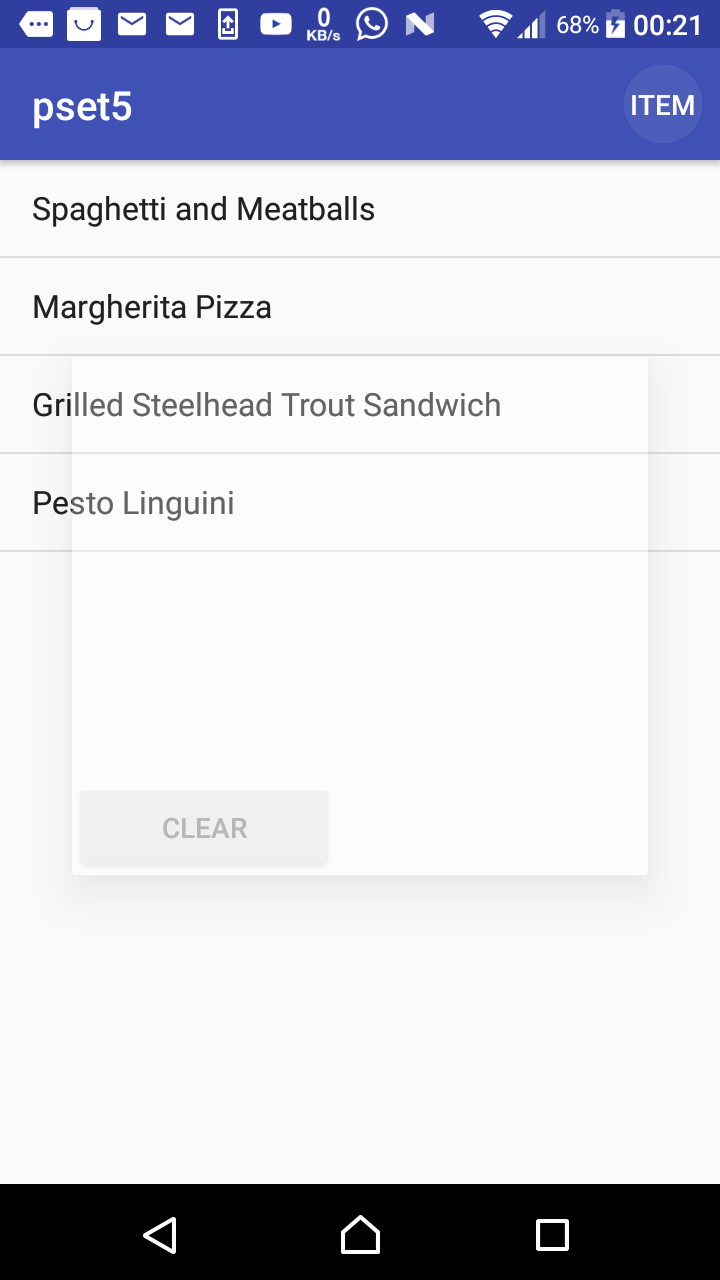 0 KB/s 68% 00:21
pset5 ITEM
Spaghetti and Meatballs
Margherita Pizza
Grilled Steelhead Trout Sandwich
Pesto Linguini
CLEAR